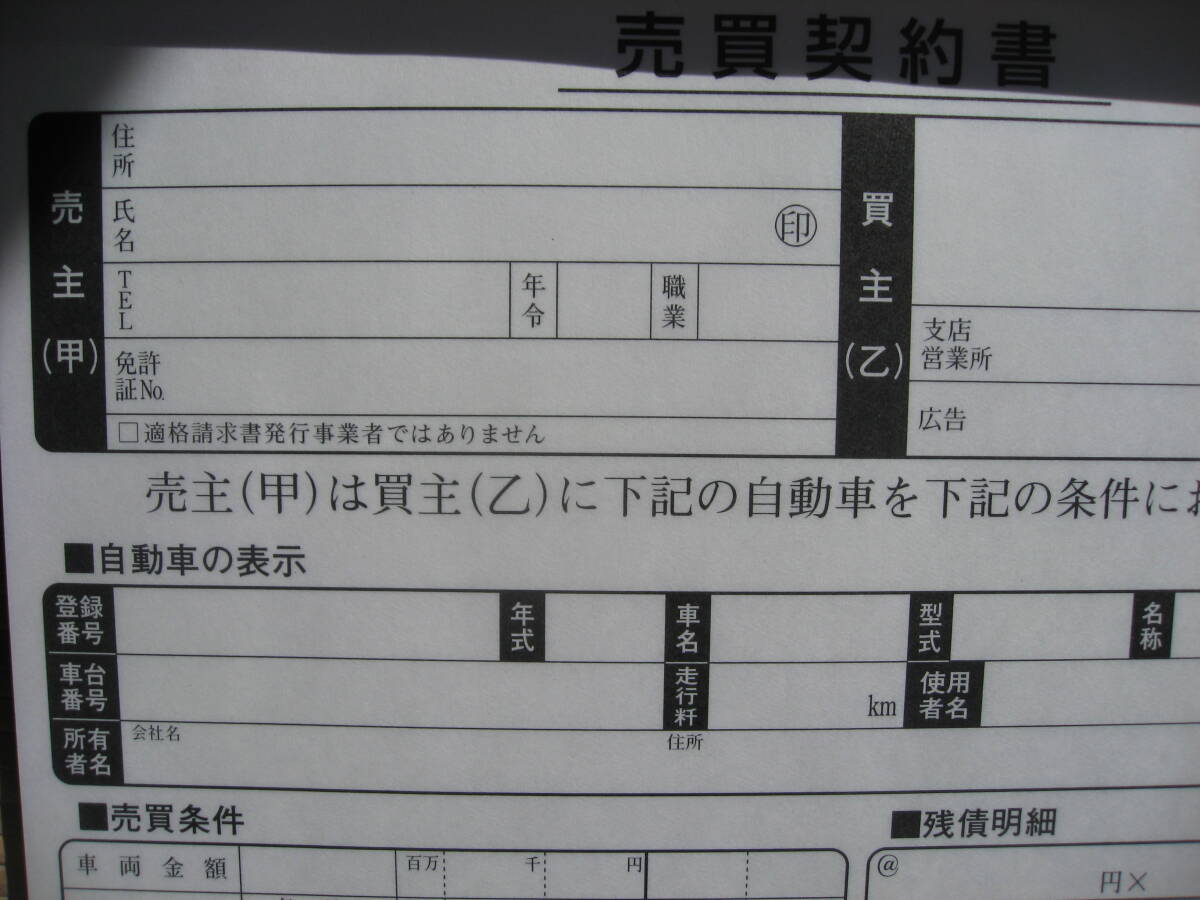 売買契約書
売主(甲)
住所
氏名
㊞
TEL
年令
職業
免許
証No.
□適格請求書発行事業者ではありません
買主(乙)
支店
営業所
広告
売主(甲)は買主(乙)に下記の自動車を下記の条件にお
■自動車の表示
登録
番号
年式
車名
型式
名称
車台
番号
走行粁
km
使用
者名
所有
者名
会社名
住所
■売買条件
■残債明細
車両金額
百万 千 円
@
円×